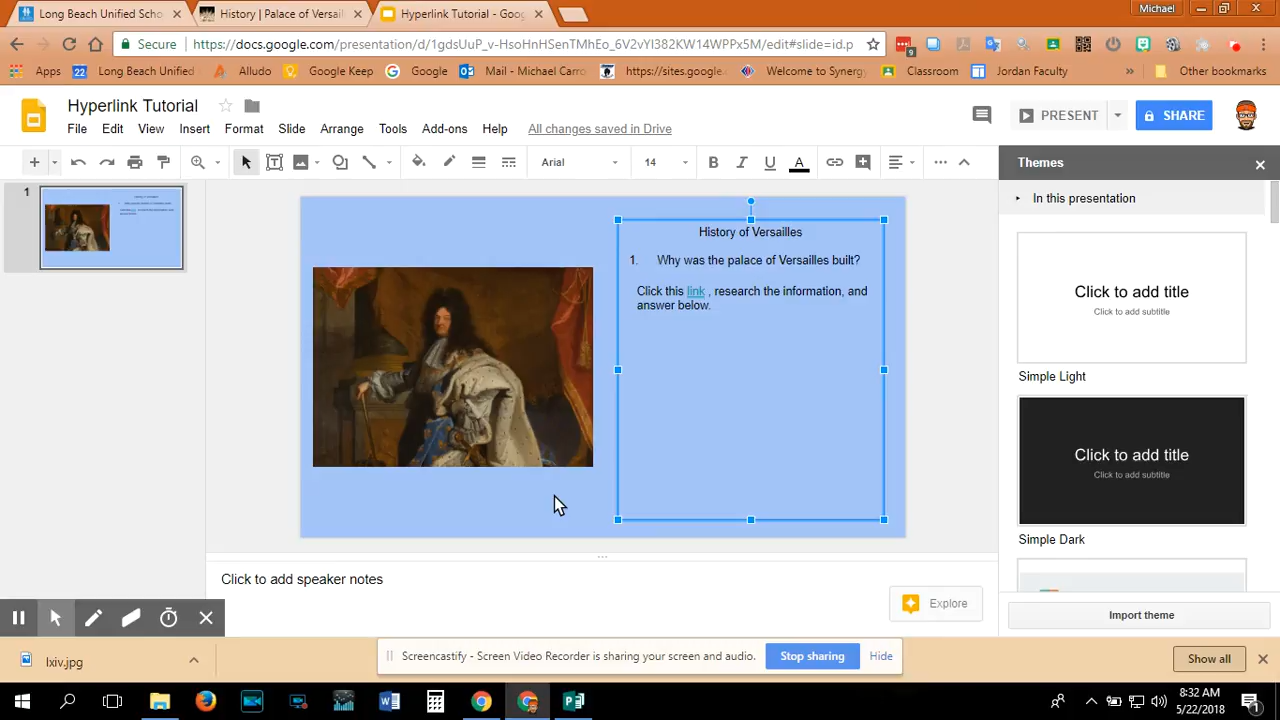 Long Beach Unified Scho
History | Palace of Versail
Hyperlink Tutorial - Goog
Michael
Secure
https://docs.google.com/presentation/d/1gdsUuP_v-HsoHnHSenTMhEo_6V2vYI382KW14WPPx5M/edit#slide=id.p
9
Apps
22
Long Beach Unified
Alludo
Google Keep
Google
Mail - Michael Carro
https://sites.google.
Welcome to Synergy
Classroom
Jordan Faculty
»
Other bookmarks
Hyperlink Tutorial
File Edit View Insert Format Slide Arrange Tools Add-ons Help All changes saved in Drive
PRESENT
SHARE
Arial
14
B I U A
Themes
In this presentation
1
History of Versailles
1. Why was the palace of Versailles built?
Click this link , research the information, and
answer below.
Click to add title
Click to add subtitle
Simple Light
Click to add title
Click to add subtitle
Simple Dark
Import theme
Click to add speaker notes
Explore
lxiv.jpg
Screencastify - Screen Video Recorder is sharing your screen and audio.
Stop sharing
Hide
Show all
8:32 AM
5/22/2018
1